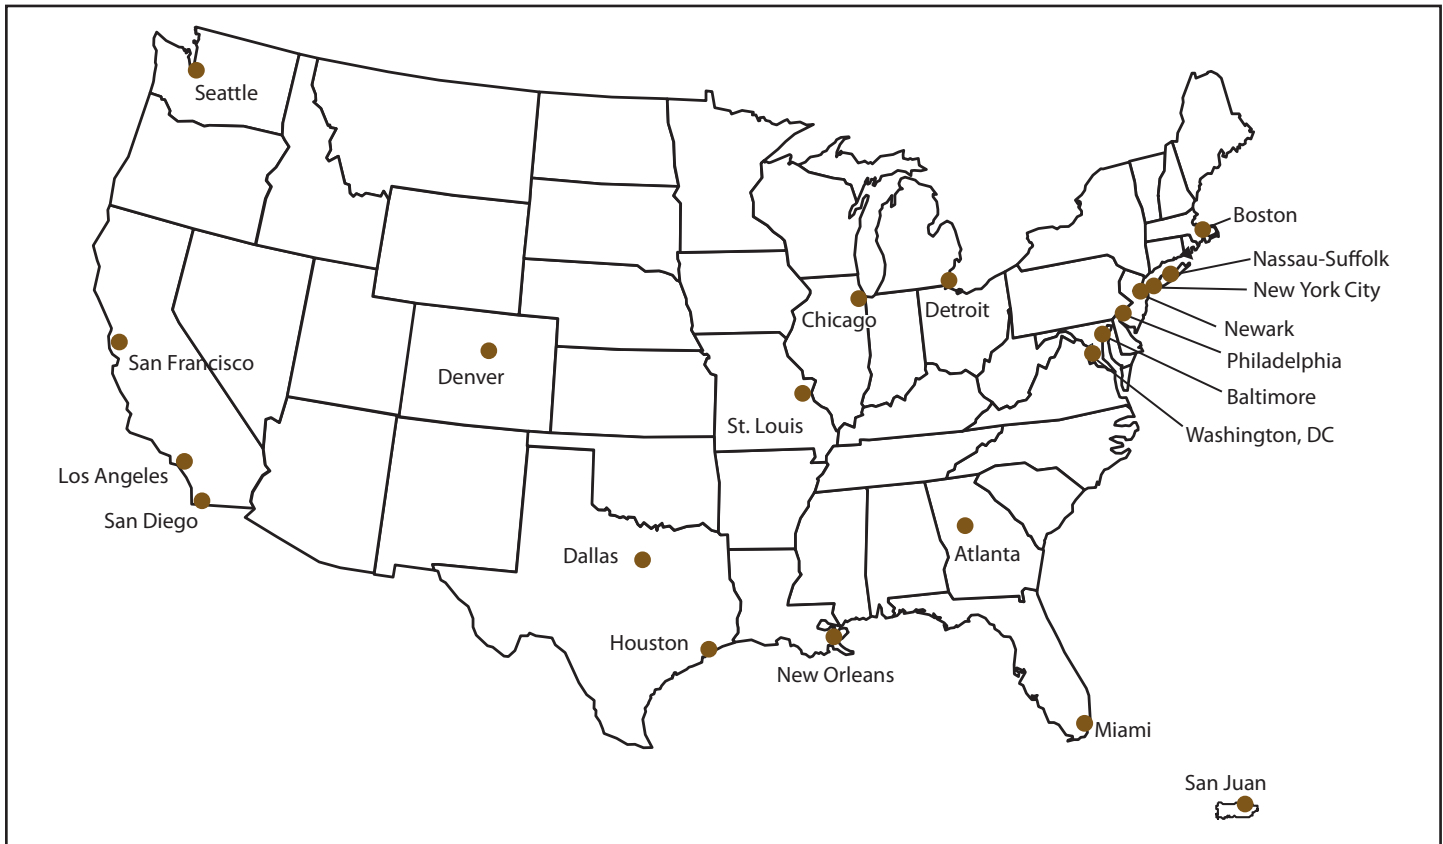 Seattle
Boston
Nassau-Suffolk
New York City
Detroit
Chicago
Newark
San Francisco
Philadelphia
Denver
Baltimore
St. Louis
Washington, DC
Los Angeles
San Diego
Dallas
Atlanta
Houston
New Orleans
Miami
San Juan